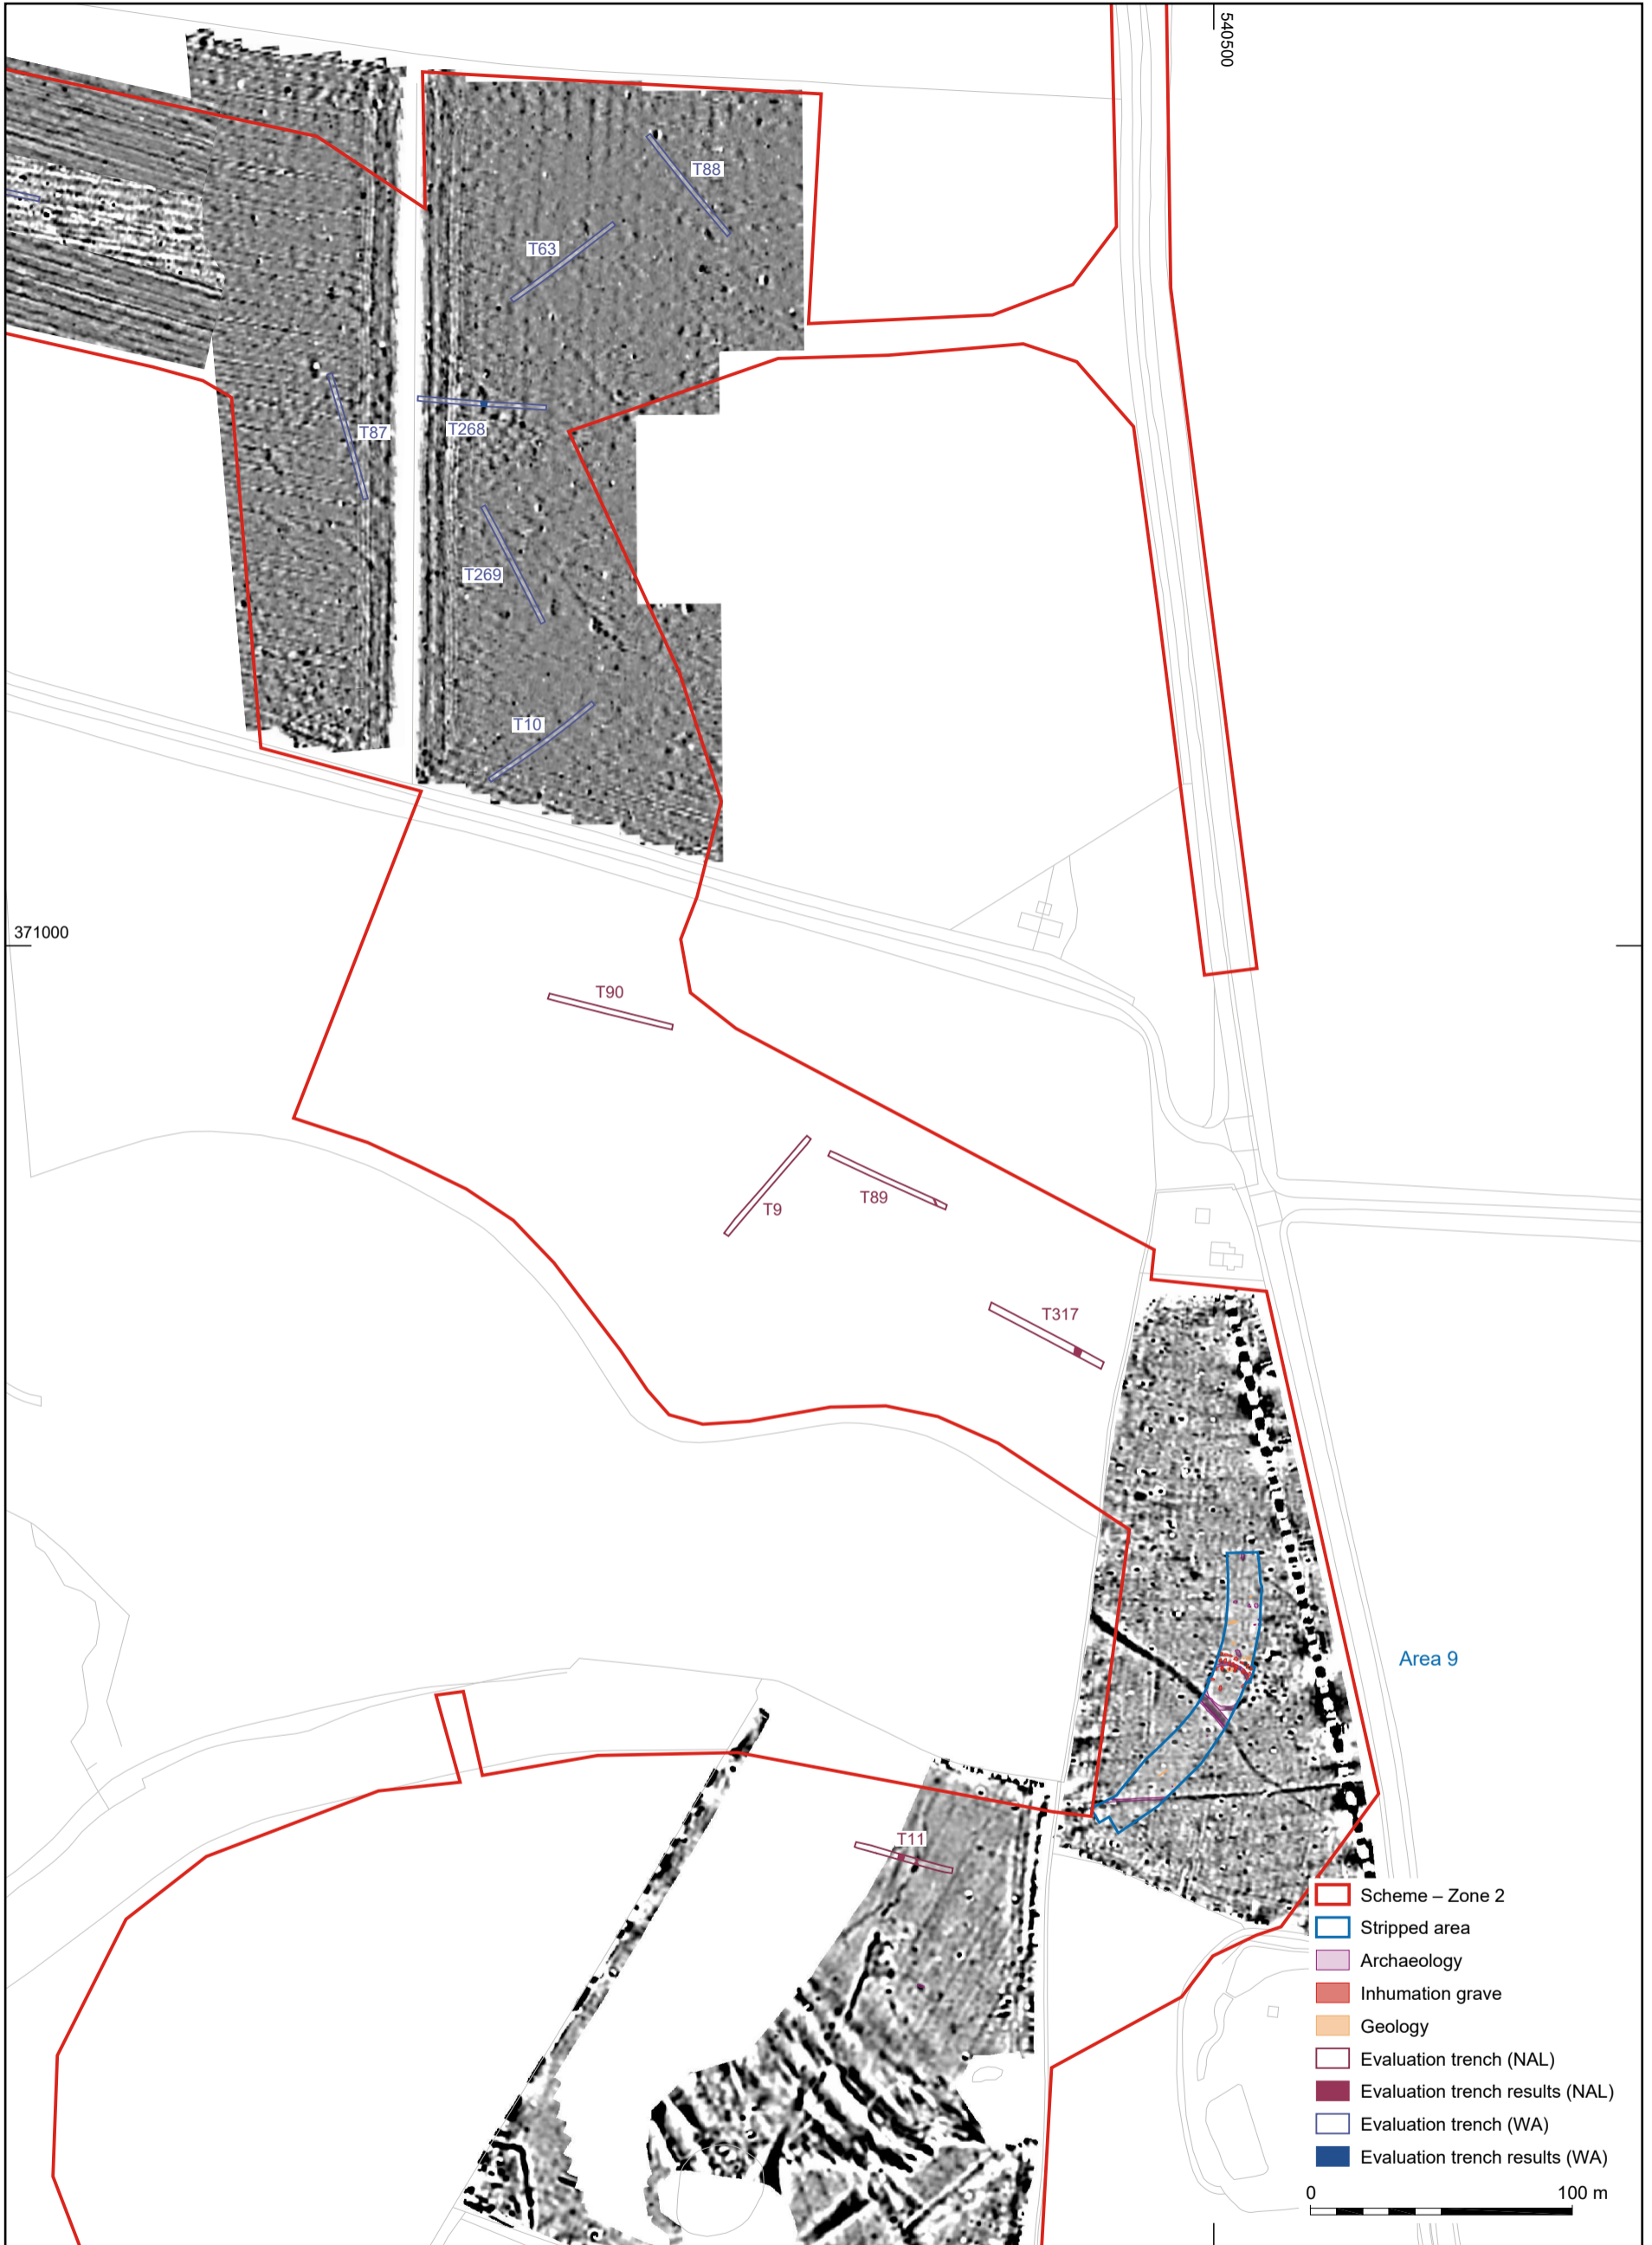 540500
T88
T63
T87
T268
T269
T10
371000
T90
T9
T89
T317
Area 9
T11
Scheme – Zone 2
Stripped area
Archaeology
Inhumation grave
Geology
Evaluation trench (NAL)
Evaluation trench results (NAL)
Evaluation trench (WA)
Evaluation trench results (WA)
0 100 m